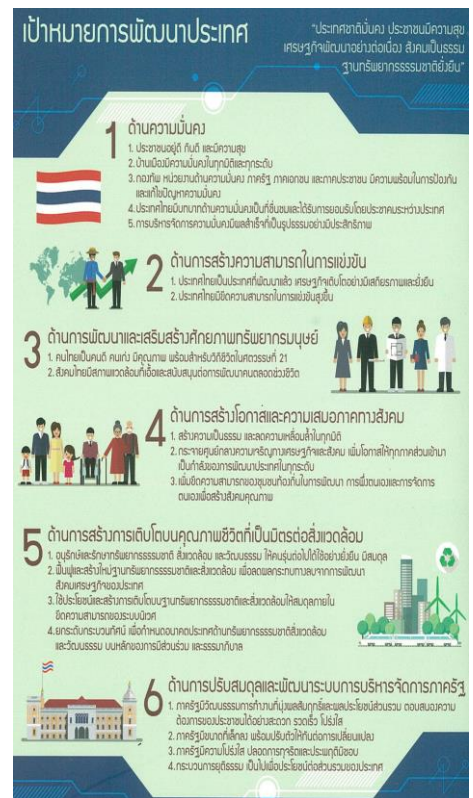 เป้าหมายการพัฒนาประเทศ
"ประเทศชาติมั่นคง ประชาชนมีความสุข
เศรษฐกิจพัฒนาอย่างต่อเนื่อง สังคมเป็นธรรม
ฐานทรัพยากรธรรมชาติยั่งยืน"
1 ด้านความมั่นคง
1. ประชาชนอยู่ดี กินดี และมีความสุข
2. บ้านเมืองมีความมั่นคงในทุกมิติและทุกระดับ
3. กองทัพ หน่วยงานด้านความมั่นคง ภาครัฐ ภาคเอกชน และภาคประชาชน มีความพร้อมในการป้องกัน
และแก้ไขปัญหาความมั่นคง
4. ประเทศไทยมีบทบาทด้านความมั่นคงเป็นที่ชื่นชมและได้รับการยอมรับโดยประชาคมระหว่างประเทศ
5. การบริหารจัดการความมั่นคงมีผลสำเร็จที่เป็นรูปธรรมอย่างมีประสิทธิภาพ
2 ด้านการสร้างความสามารถในการแข่งขัน
1. ประเทศไทยเป็นประเทศที่พัฒนาแล้ว เศรษฐกิจเติบโตอย่างมีเสถียรภาพและยั่งยืน
2. ประเทศไทยมีขีดความสามารถในการแข่งขันสูงขึ้น
3 ด้านการพัฒนาและเสริมสร้างศักยภาพทรัพยากรมนุษย์
1. คนไทยเป็นคนดี คนเก่ง มีคุณภาพ พร้อมสำหรับวิถีชีวิตในศตวรรษที่ 21
2. สังคมไทยมีสภาพแวดล้อมที่เอื้อและสนับสนุนต่อการพัฒนาคนตลอดช่วงชีวิต
4 ด้านการสร้างโอกาสและความเสมอภาคทางสังคม
1. สร้างความเป็นธรรม และลดความเหลื่อมล้ำในทุกมิติ
2. กระจายศูนย์กลางความเจริญทางเศรษฐกิจและสังคม เพิ่มโอกาสให้ทุกภาคส่วนเข้ามา
เป็นกำลังของการพัฒนาประเทศในทุกระดับ
3. เพิ่มขีดความสามารถของชุมชนท้องถิ่นในการพัฒนา การพึ่งตนเองและการจัดการ
ตนเองเพื่อสร้างสังคมคุณภาพ
5 ด้านการสร้างการเติบโตบนคุณภาพชีวิตที่เป็นมิตรต่อสิ่งแวดล้อม
1. อนุรักษ์และรักษาทรัพยากรธรรมชาติ สิ่งแวดล้อม และวัฒนธรรม ให้คนรุ่นต่อไปได้ใช้อย่างยั่งยืน มีสมดุล
2. ฟื้นฟูและสร้างใหม่ฐานทรัพยากรธรรมชาติและสิ่งแวดล้อม เพื่อลดผลกระทบทางลบจากการพัฒนา
สังคมเศรษฐกิจของประเทศ
3. ใช้ประโยชน์และสร้างการเติบโตบนฐานทรัพยากรธรรมชาติและสิ่งแวดล้อมให้สมดุลภายใน
ขีดความสามารถของระบบนิเวศ
4. ยกระดับกระบวนทัศน์ เพื่อกำหนดอนาคตประเทศด้านทรัพยากรธรรมชาติสิ่งแวดล้อม
และวัฒนธรรม บนหลักของการมีส่วนร่วม และธรรมาภิบาล
6 ด้านการปรับสมดุลและพัฒนาระบบการบริหารจัดการภาครัฐ
1. ภาครัฐมีวัฒนธรรมการทำงานที่มุ่งผลสัมฤทธิ์และผลประโยชน์ส่วนรวม ตอบสนองความ
ต้องการของประชาชนได้อย่างสะดวก รวดเร็ว โปร่งใส
2. ภาครัฐมีขนาดที่เล็กลง พร้อมปรับตัวให้ทันต่อการเปลี่ยนแปลง
3. ภาครัฐมีความโปร่งใส ปลอดการทุจริตและประพฤติมิชอบ
4. กระบวนการยุติธรรม เป็นไปเพื่อประโยชน์ต่อส่วนรวมของประเทศ